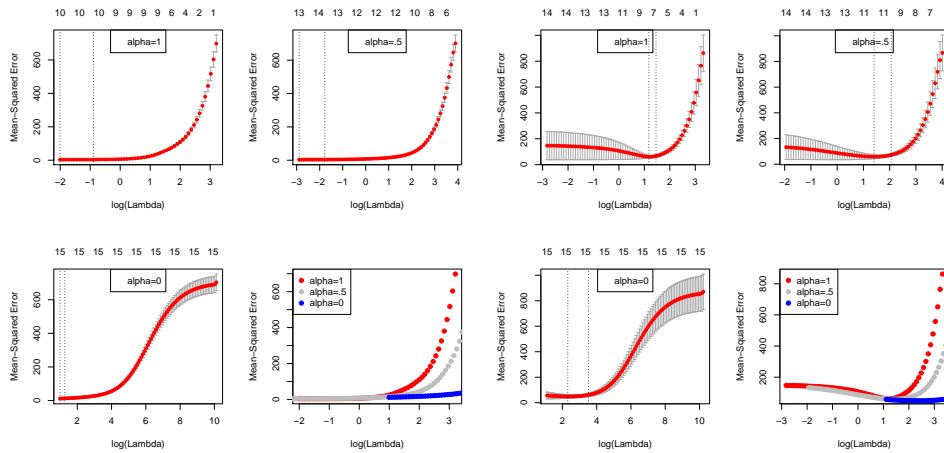 14 10 10 9 9 8 6 4 2 1
alpha=1
Mean−Squared Error
0 200 400 600
−2 −1 0 1 2 3
log(Lambda)
13 14 13 13 12 12 12 10 8 6
alpha=.5
Mean−Squared Error
0 200 400 600
−3 −2 −1 0 1 2 3 4
log(Lambda)
14 14 13 13 11 9 7 5 4 1
alpha=1
Mean−Squared Error
0 200 400 600 800
−3 −2 −1 0 1 2 3
log(Lambda)
14 14 13 13 11 11 11 9 8 7
alpha=.5
Mean−Squared Error
0 200 400 600 800
−2 −1 0 1 2 3 4
log(Lambda)
15 15 15 15 15 15 15 15 15
alpha=0
Mean−Squared Error
0 200 400 600
2 4 6 8 10
log(Lambda)
alpha=1
alpha=.5
alpha=0
Mean−Squared Error
0 200 400 600
−2 −1 0 1 2 3
log(Lambda)
15 15 15 15 15 15 15 15 15
alpha=0
Mean−Squared Error
0 200 400 600 800
2 4 6 8 10
log(Lambda)
alpha=1
alpha=.5
alpha=0
Mean−Squared Error
200 400 600 800
−3 −2 −1 0 1 2 3
log(Lambda)